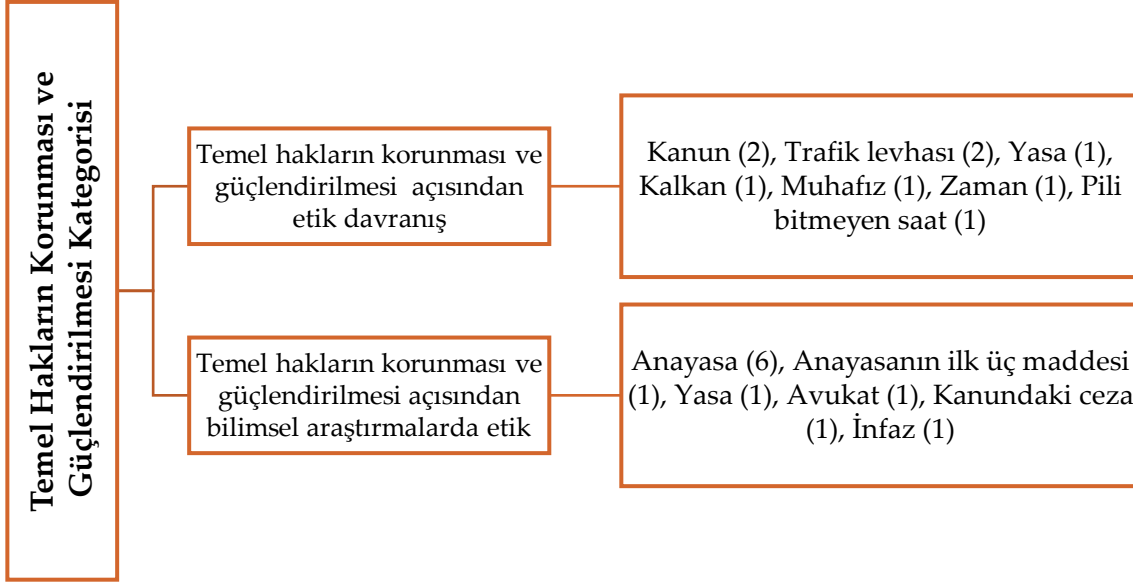 Temel Hakların Korunması ve
Güçlendirilmesi Kategorisi
Temel hakların korunması ve
güçlendirilmesi açısından
etik davranış
Kanun (2), Trafik levhası (2), Yasa (1),
Kalkan (1), Muhafız (1), Zaman (1), Pili
bitmeyen saat (1)
Temel hakların korunması ve
güçlendirilmesi açısından
bilimsel araştırmalarda etik
Anayasa (6), Anayasanın ilk üç maddesi
(1), Yasa (1), Avukat (1), Kanundaki ceza
(1), İnfaz (1)